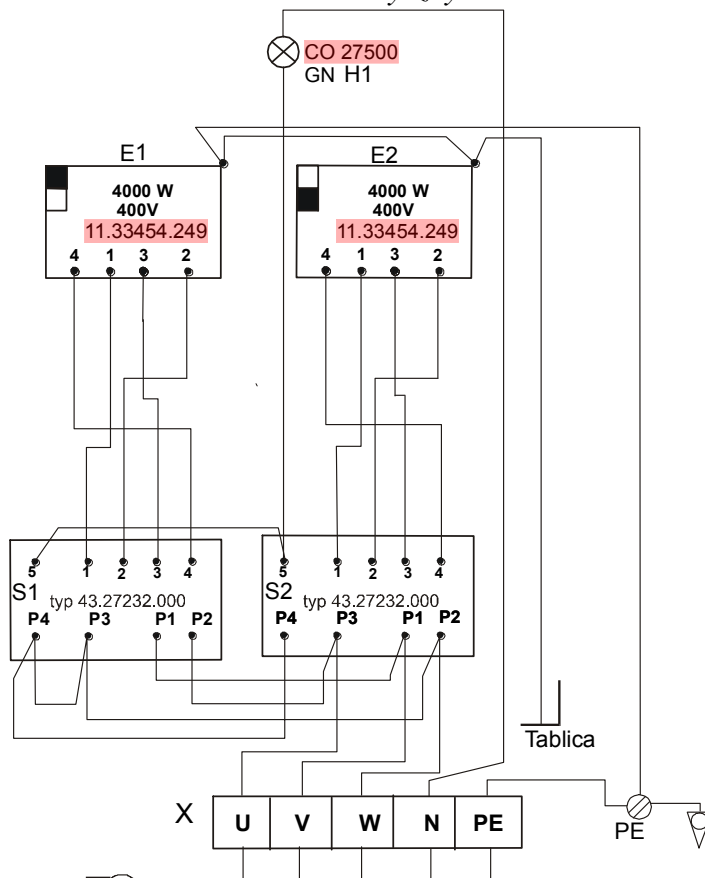 CO 27500
GN H1
E1
E2
4000 W
400V
11.33454.249
4 1 3 2
4000 W
400V
11.33454.249
4 1 3 2
5 1 2 3 4
S1 typ 43.27232.000
P4 P3 P1 P2
5 1 2 3 4
S2 typ 43.27232.000
P4 P3 P1 P2
Tablica
X U V W N PE
PE